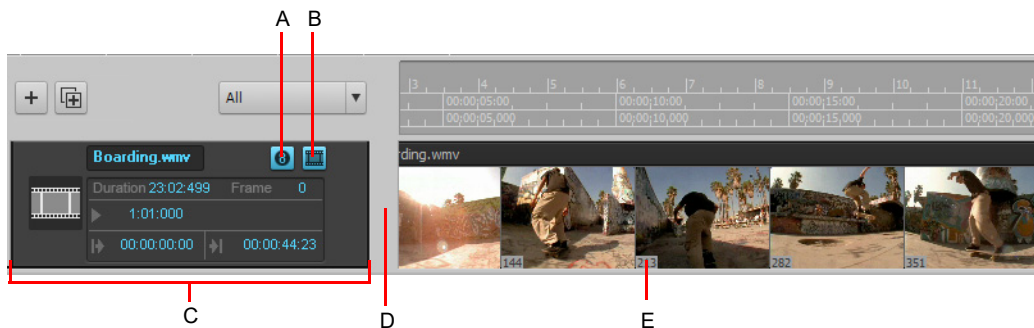 A B
All
|3 |4 |5 |6 |7 |8 |9 |10 |11
00:00:05:00 00:00:10:00 00:00:15:00 00:00:20:00
00:00:05,000 00:00:10,000 00:00:15,000 00:00:20,000
Boarding.wmv
rding.wmv
Duration 23:02:499 Frame 0
1:01:000
00:00:00:00 00:00:44:23
144 213 282 351
C D E